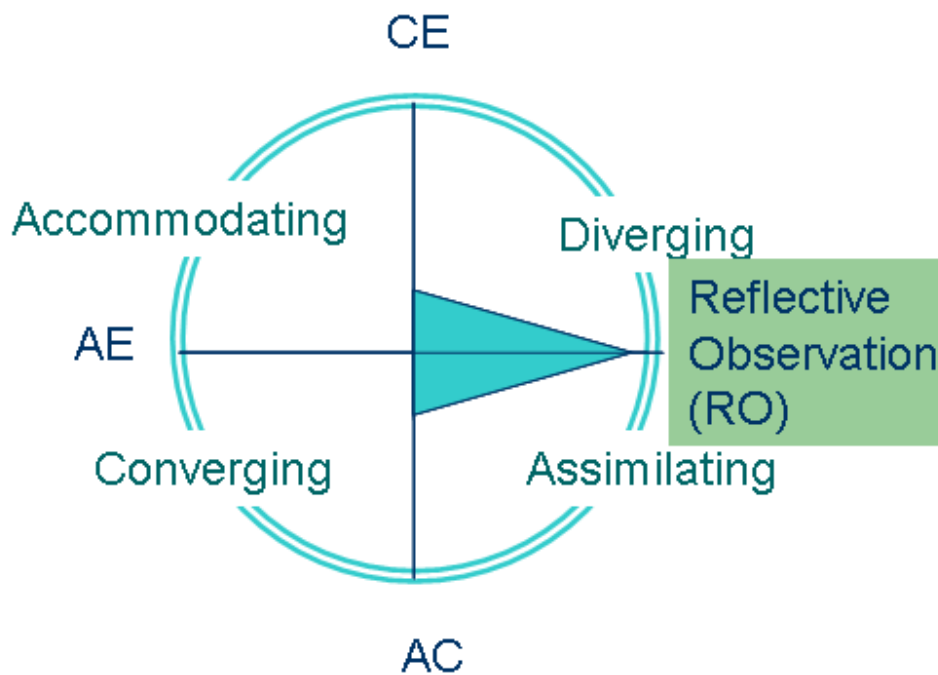 CE
Accommodating
Diverging
Reflective
Observation
(RO)
AE
Converging
Assimilating
AC